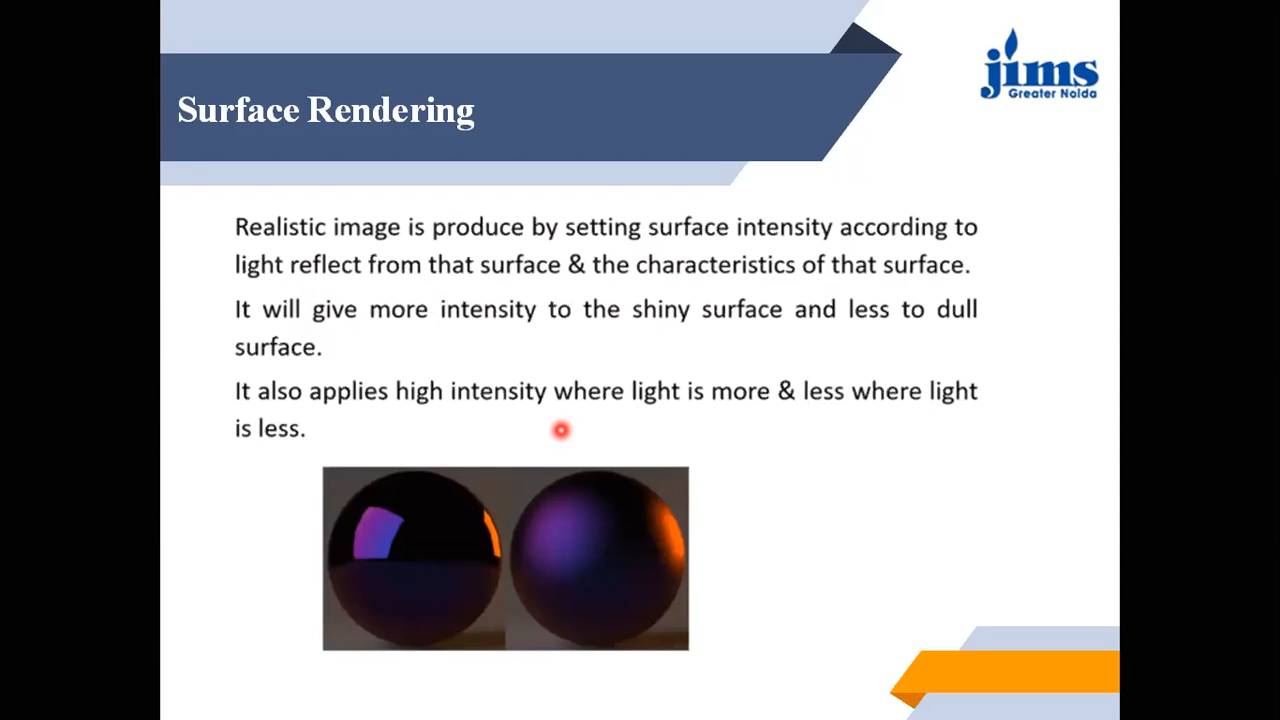 jims
Greater Noida
Surface Rendering
Realistic image is produce by setting surface intensity according to
light reflect from that surface & the characteristics of that surface.
It will give more intensity to the shiny surface and less to dull
surface.
It also applies high intensity where light is more & less where light
is less.